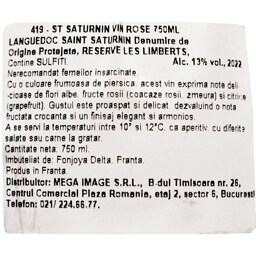 419 - ST SATURNIN VIN ROSE 750ML
LANGUEDOC SAINT SATURNIN Denumire de
Origine Protejata, RESERVE LES LIMBERTS,
Contine SULFITI. Alc. 13% vol., 2022
Nerecomandat femeilor insarcinate.
Cu o culoare frumoasa de piersica, acest vin exprima note deli
-cioase de fructe rosii coapte (fragi, zmeura) si citrice
(grapefruit). Gustul este proaspat si delicat, dezvaluind o nota
fructata crocanta si un finisaj elegant si armonios.
A se servi la temperaturi intre 10° si 12°C, ca aperitiv, cu diferite
salate sau carne la gratar.
Cantitate neta: 750 ml.
Imbuteliat de: Fonjoya Delta, Franta.
Produs in Franta.
Distribuitor: MEGA IMAGE S.R.L., B-dul Timisoara nr. 26,
Centrul Comercial Plaza Romania, etaj 2, sector 6, Bucuresti
Telefon: 021/ 224.66.77.